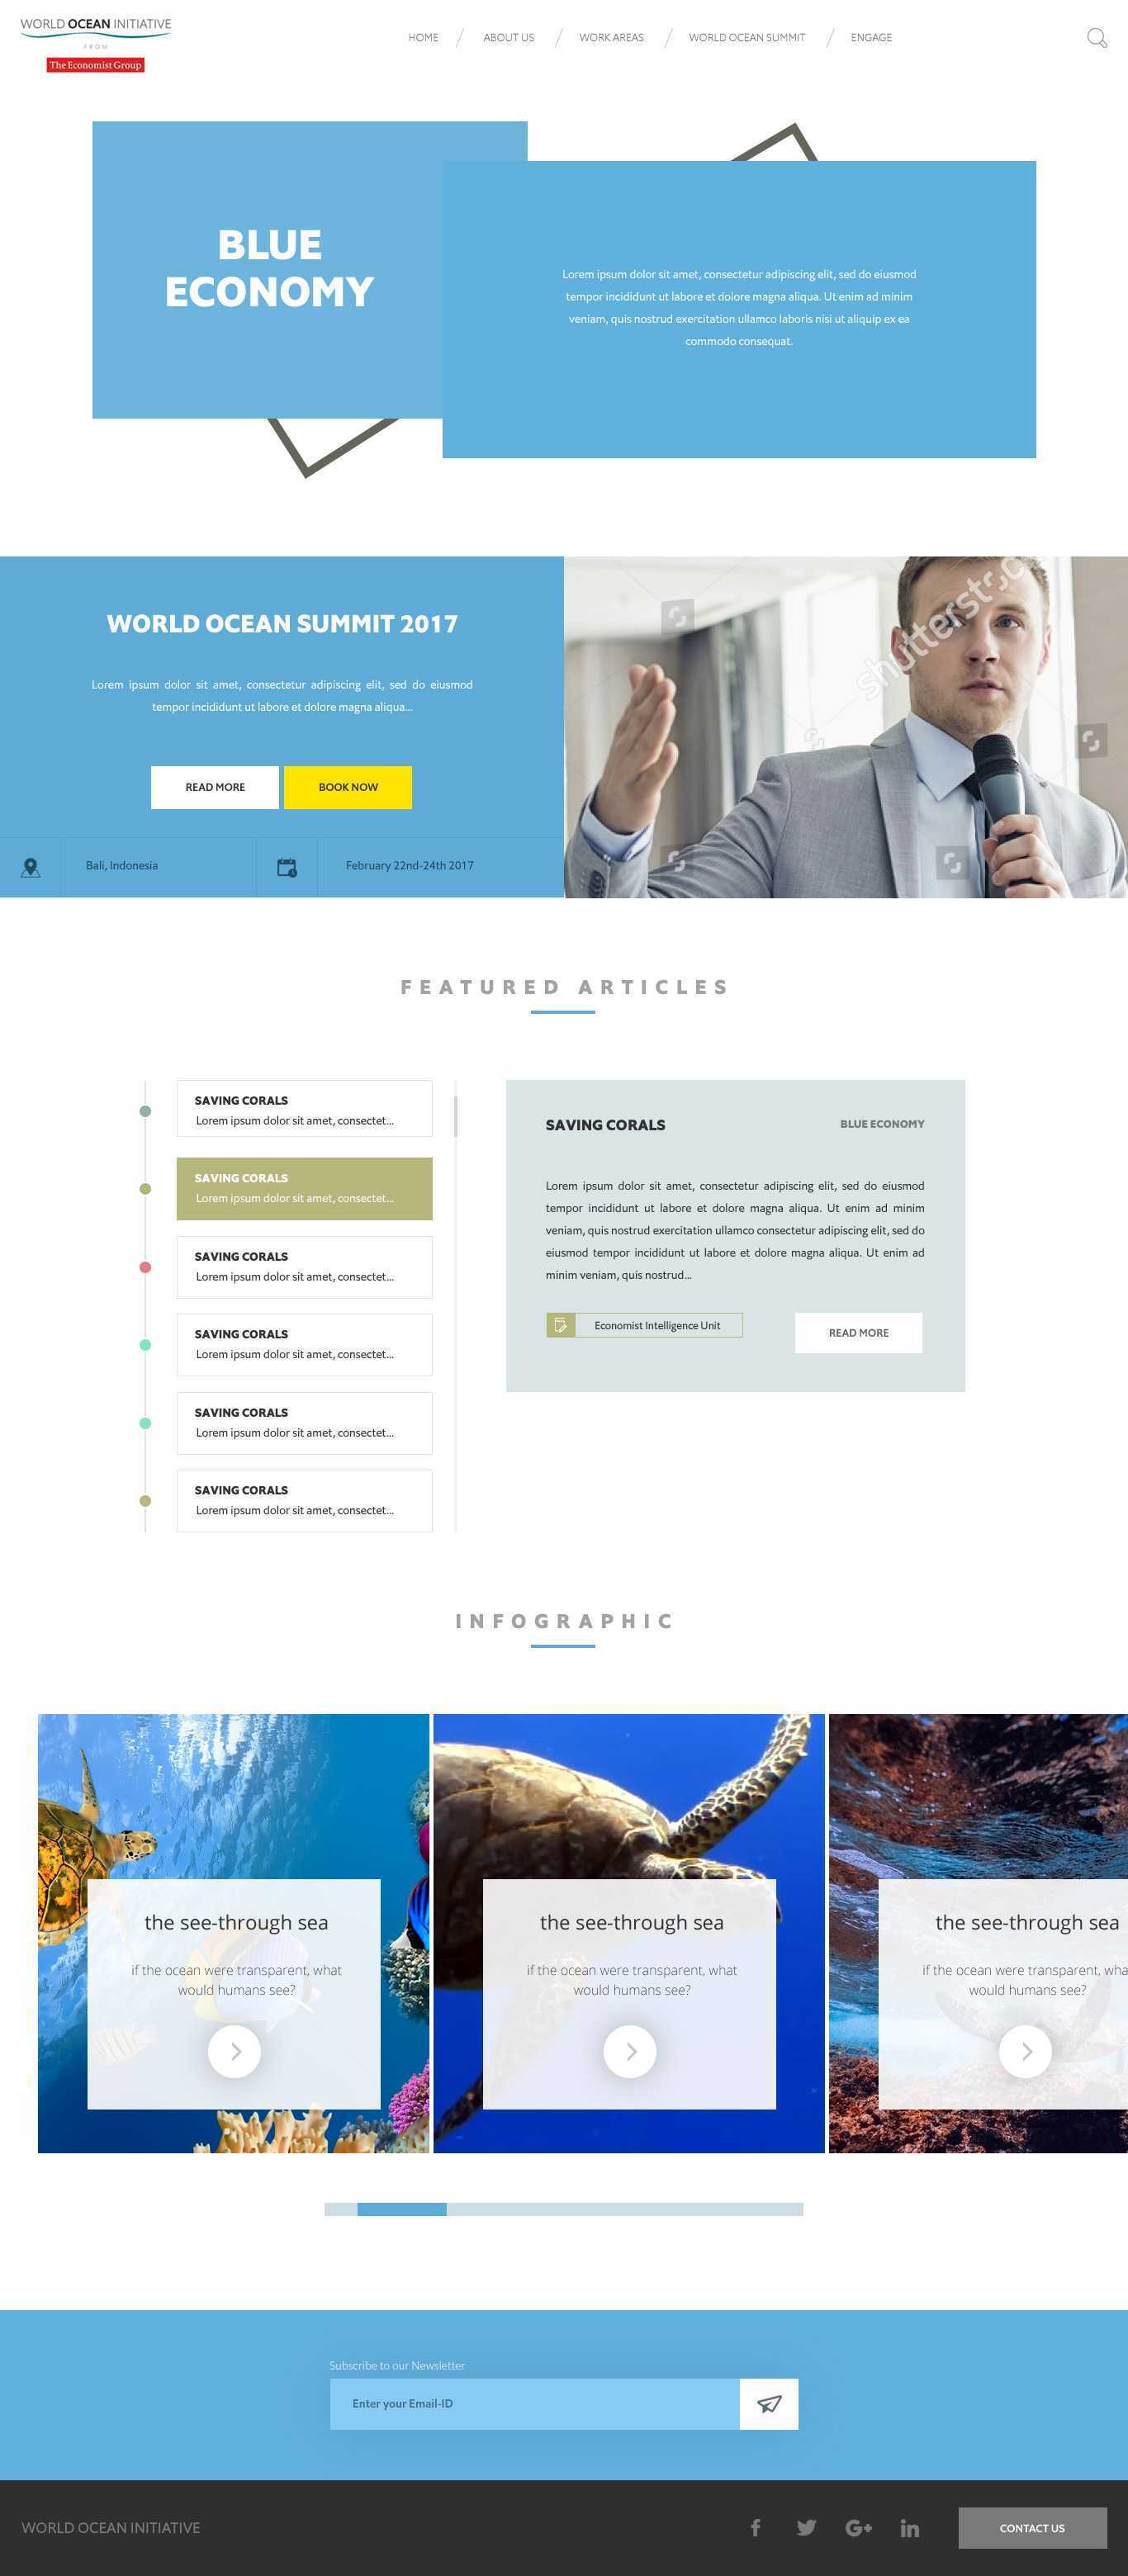 WORLD OCEAN INITIATIVE
FROM
The Economist Group
HOME
ABOUT US
WORK AREAS
WORLD OCEAN SUMMIT
ENGAGE
BLUE
ECONOMY
Lorem ipsum dolor sit amet, consectetur adipiscing elit, sed do eiusmod
tempor incididunt ut labore et dolore magna aliqua. Ut enim ad minim
veniam, quis nostrud exercitation ullamco laboris nisi ut aliquip ex ea
commodo consequat.
WORLD OCEAN SUMMIT 2017
Lorem ipsum dolor sit amet, consectetur adipiscing elit, sed do eiusmod
tempor incididunt ut labore et dolore magna aliqua...
READ MORE
BOOK NOW
Bali, Indonesia
February 22nd-24th 2017
FEATURED ARTICLES
SAVING CORALS
Lorem ipsum dolor sit amet, consectet...
SAVING CORALS
Lorem ipsum dolor sit amet, consectet...
SAVING CORALS
Lorem ipsum dolor sit amet, consectet...
SAVING CORALS
Lorem ipsum dolor sit amet, consectet...
SAVING CORALS
Lorem ipsum dolor sit amet, consectet...
SAVING CORALS
Lorem ipsum dolor sit amet, consectet...
SAVING CORALS
BLUE ECONOMY
Lorem ipsum dolor sit amet, consectetur adipiscing elit, sed do eiusmod
tempor incididunt ut labore et dolore magna aliqua. Ut enim ad minim
veniam, quis nostrud exercitation ullamco consectetur adipiscing elit, sed do
eiusmod tempor incididunt ut labore et dolore magna aliqua. Ut enim ad
minim veniam, quis nostrud...
Economist Intelligence Unit
READ MORE
INFOGRAPHIC
the see-through sea
if the ocean were transparent, what
would humans see?
the see-through sea
if the ocean were transparent, what
would humans see?
the see-through sea
if the ocean were transparent, wha
would humans see?
Subscribe to our Newsletter
Enter your Email-ID
WORLD OCEAN INITIATIVE
CONTACT US